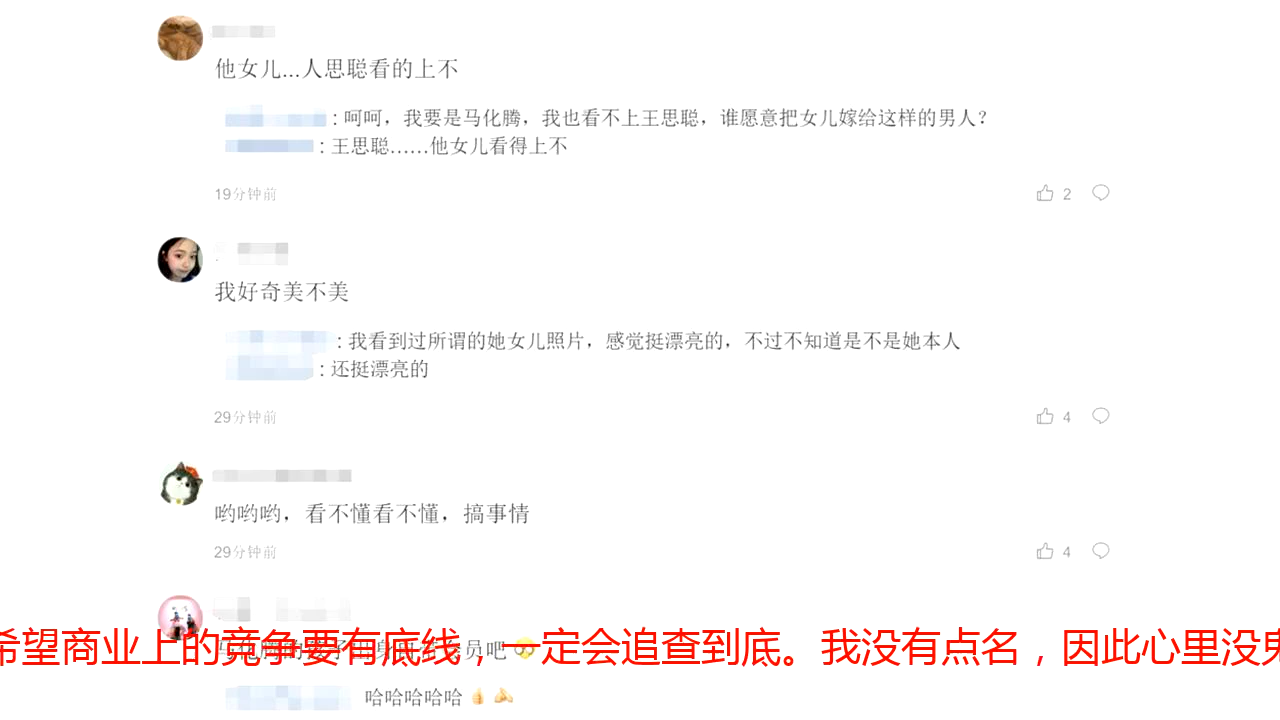 他女儿...人思聪看的上不
: 呵呵，我要是马化腾，我也看不上王思聪，谁愿意把女儿嫁给这样的男人?
: 王思聪......他女儿看得上不
19分钟前 2
我好奇美不美
: 我看到过所谓的她女儿照片，感觉挺漂亮的，不过不知道是不是她本人
: 还挺漂亮的
29分钟前 4
哟哟哟，看不懂看不懂，搞事情
29分钟前 4
希望商业上的竞争要有底线，一定会追查到底。我没有点名，因此心里没鬼
哈哈哈哈哈